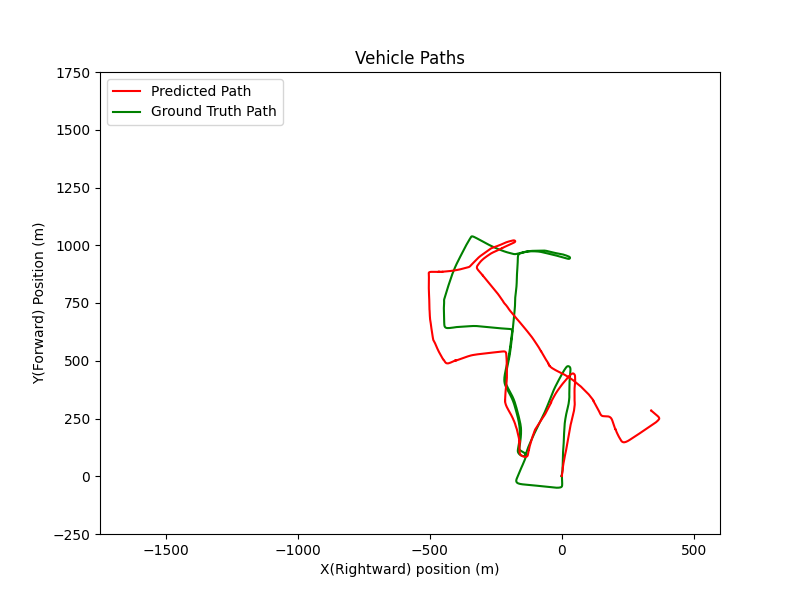 Vehicle Paths
Predicted Path
Ground Truth Path
1750
1500
1250
1000
750
500
250
0
−250
−1500
−1000
−500
0
500
X(Rightward) position (m)
Y(Forward) Position (m)